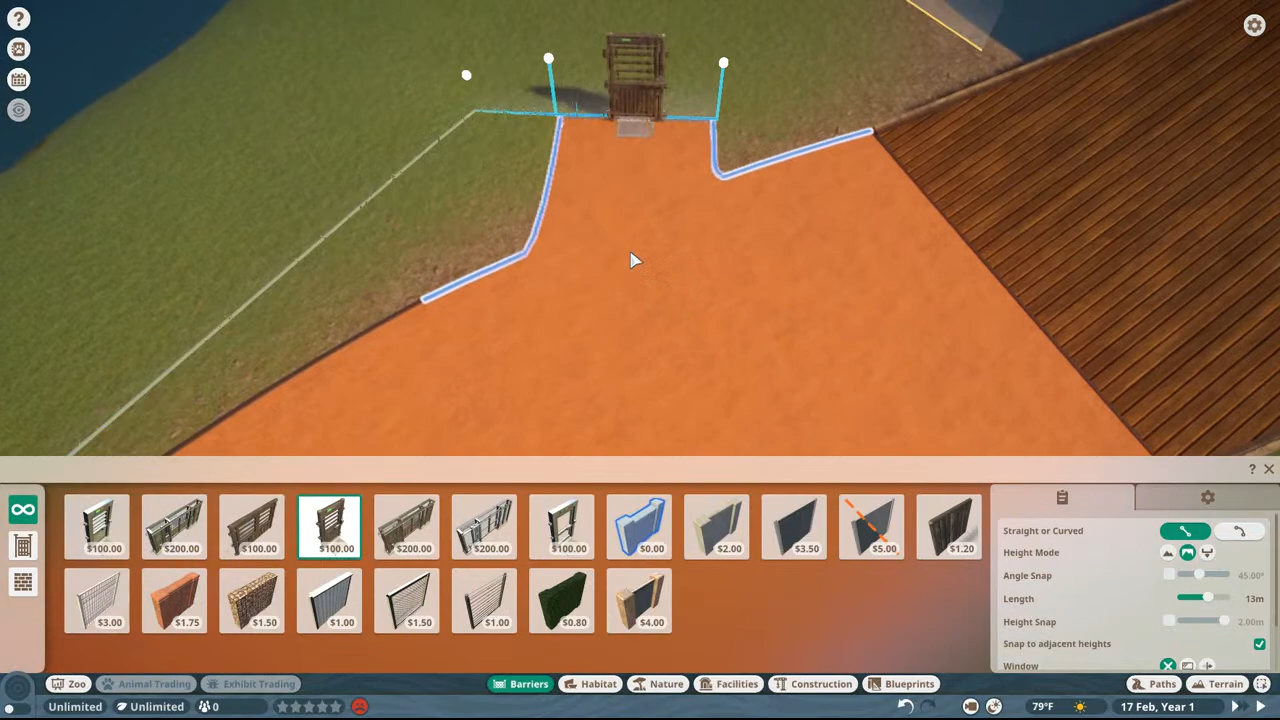 ?
? ×
$100.00 $200.00 $100.00 $100.00 $200.00 $200.00 $100.00 $0.00 $2.00 $3.50 $5.00 $1.20
$3.00 $1.75 $1.50 $1.00 $1.50 $1.00 $0.80 $4.00
Straight or Curved
Height Mode
Angle Snap 45.00°
Length 13m
Height Snap 2.00m
Snap to adjacent heights
Window
Zoo Animal Trading Exhibit Trading Barriers Habitat Nature Facilities Construction Blueprints Paths Terrain
Unlimited Unlimited 0 79°F 17 Feb, Year 1